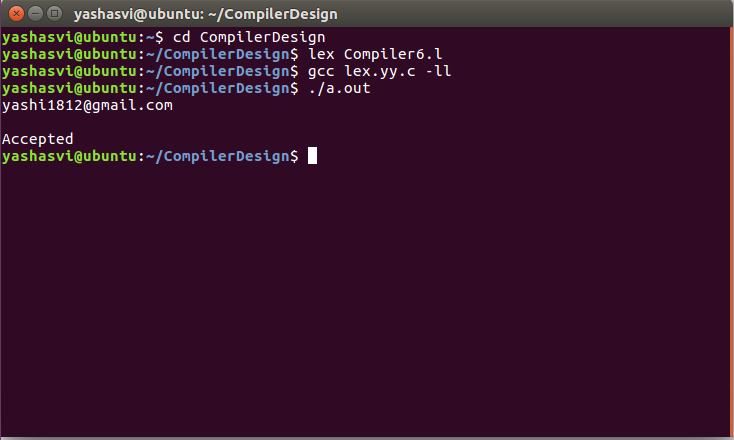 yashasvi@ubuntu: ~/CompilerDesign
yashasvi@ubuntu:~$ cd CompilerDesign
yashasvi@ubuntu:~/CompilerDesign$ lex Compiler6.l
yashasvi@ubuntu:~/CompilerDesign$ gcc lex.yy.c -ll
yashasvi@ubuntu:~/CompilerDesign$ ./a.out
yashi1812@gmail.com
Accepted
yashasvi@ubuntu:~/CompilerDesign$